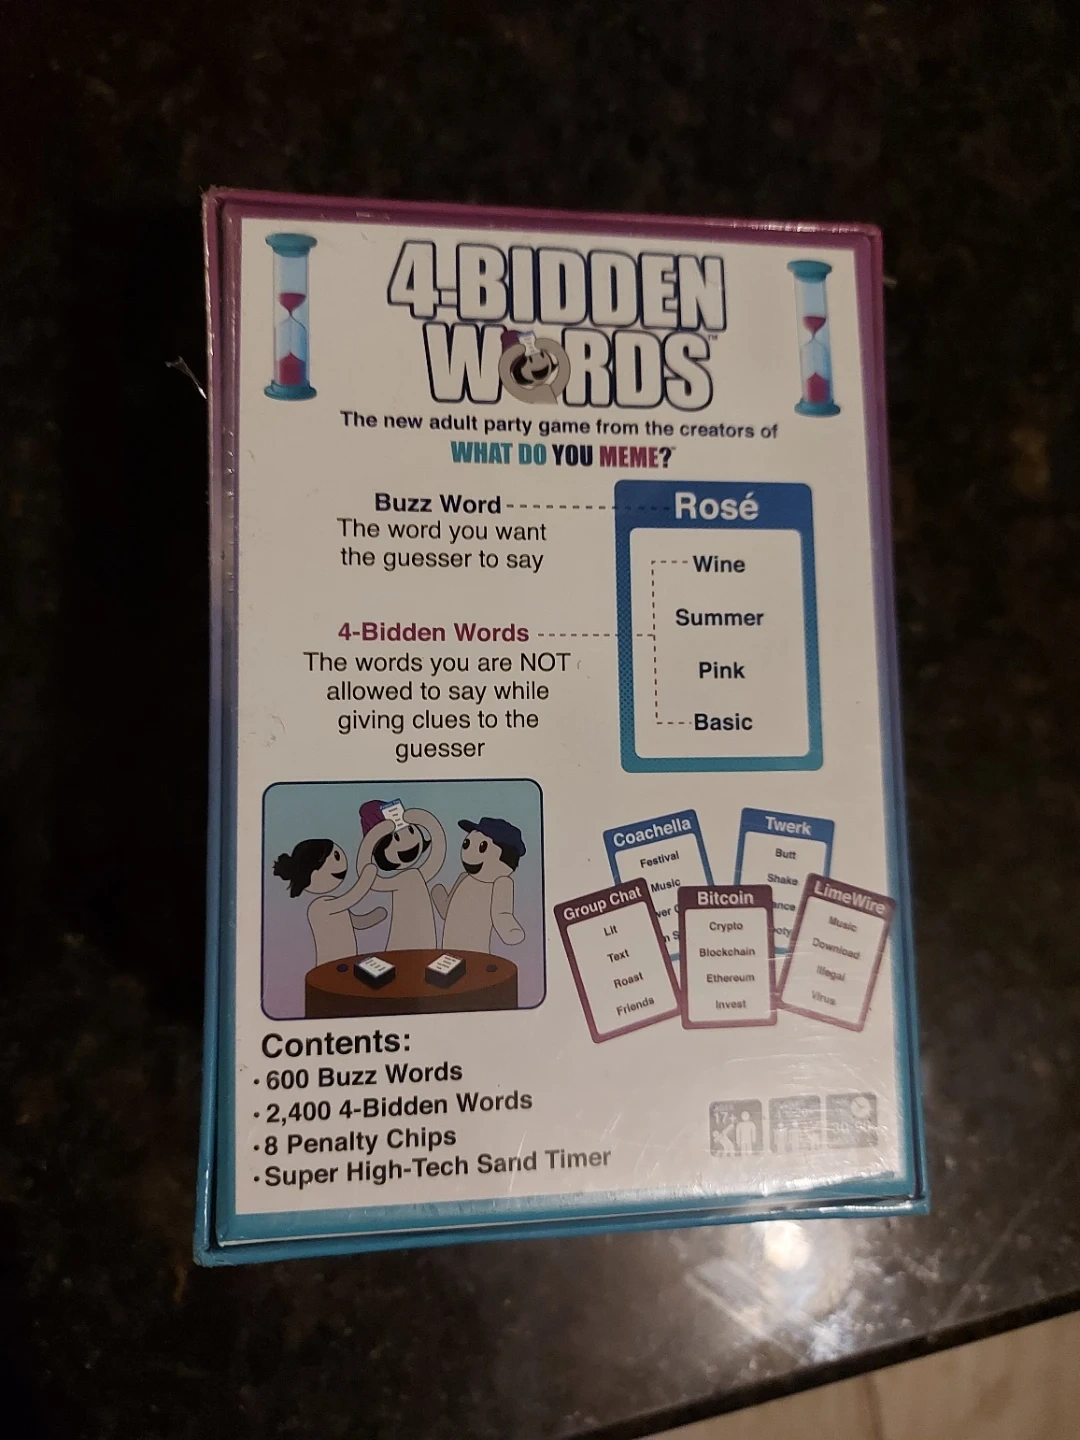 4-BIDDEN
WORDS™
The new adult party game from the creators of
WHAT DO YOU MEME?
Buzz Word
The word you want
the guesser to say
4-Bidden Words
The words you are NOT
allowed to say while
giving clues to the
guesser
Rosé
Wine
Summer
Pink
Basic
Coachella
Festival
Music
Twerk
Butt
Shake
Group Chat
Lit
Text
Roast
Friends
Bitcoin
Crypto
Blockchain
Ethereum
Invest
LimeWire
Music
Download
Illegal
Virus
Contents:
• 600 Buzz Words
• 2,400 4-Bidden Words
• 8 Penalty Chips
• Super High-Tech Sand Timer
17+